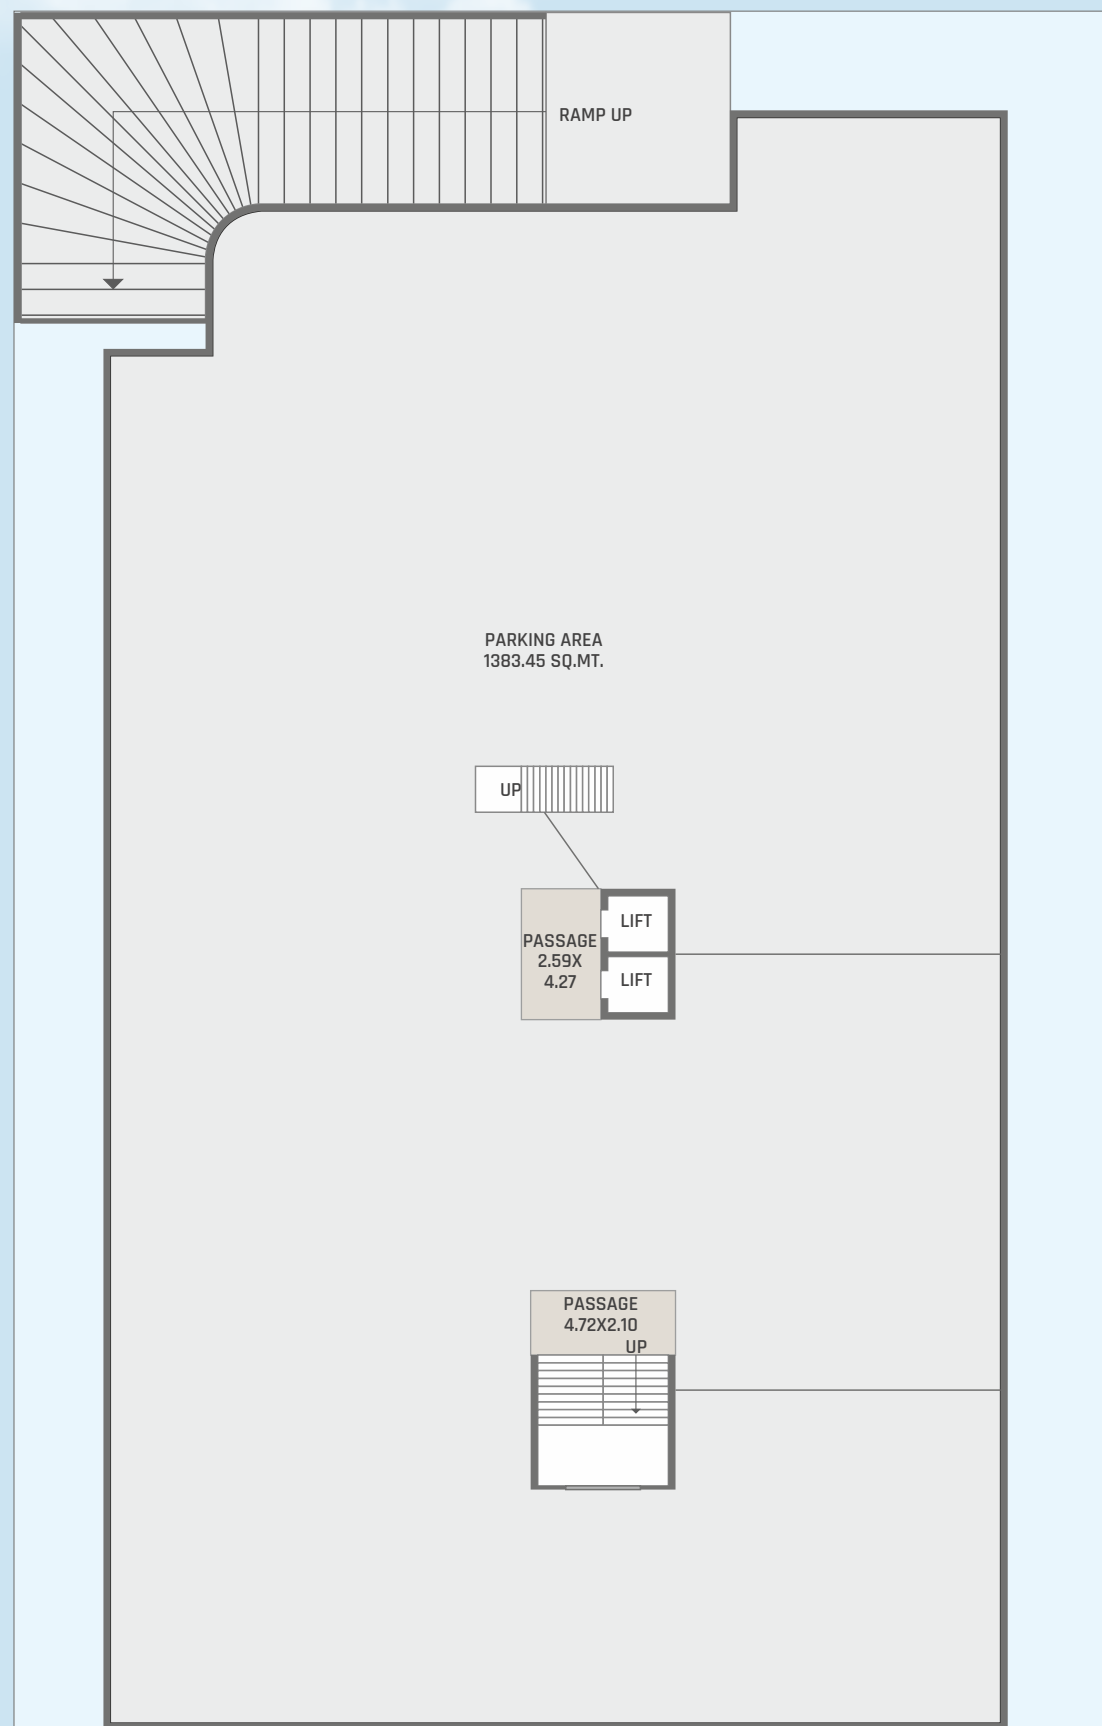 RAMP UP
PARKING AREA
1383.45 SQ.MT.
UP
LIFT
PASSAGE
2.59X
4.27
LIFT
PASSAGE
4.72X2.10
UP